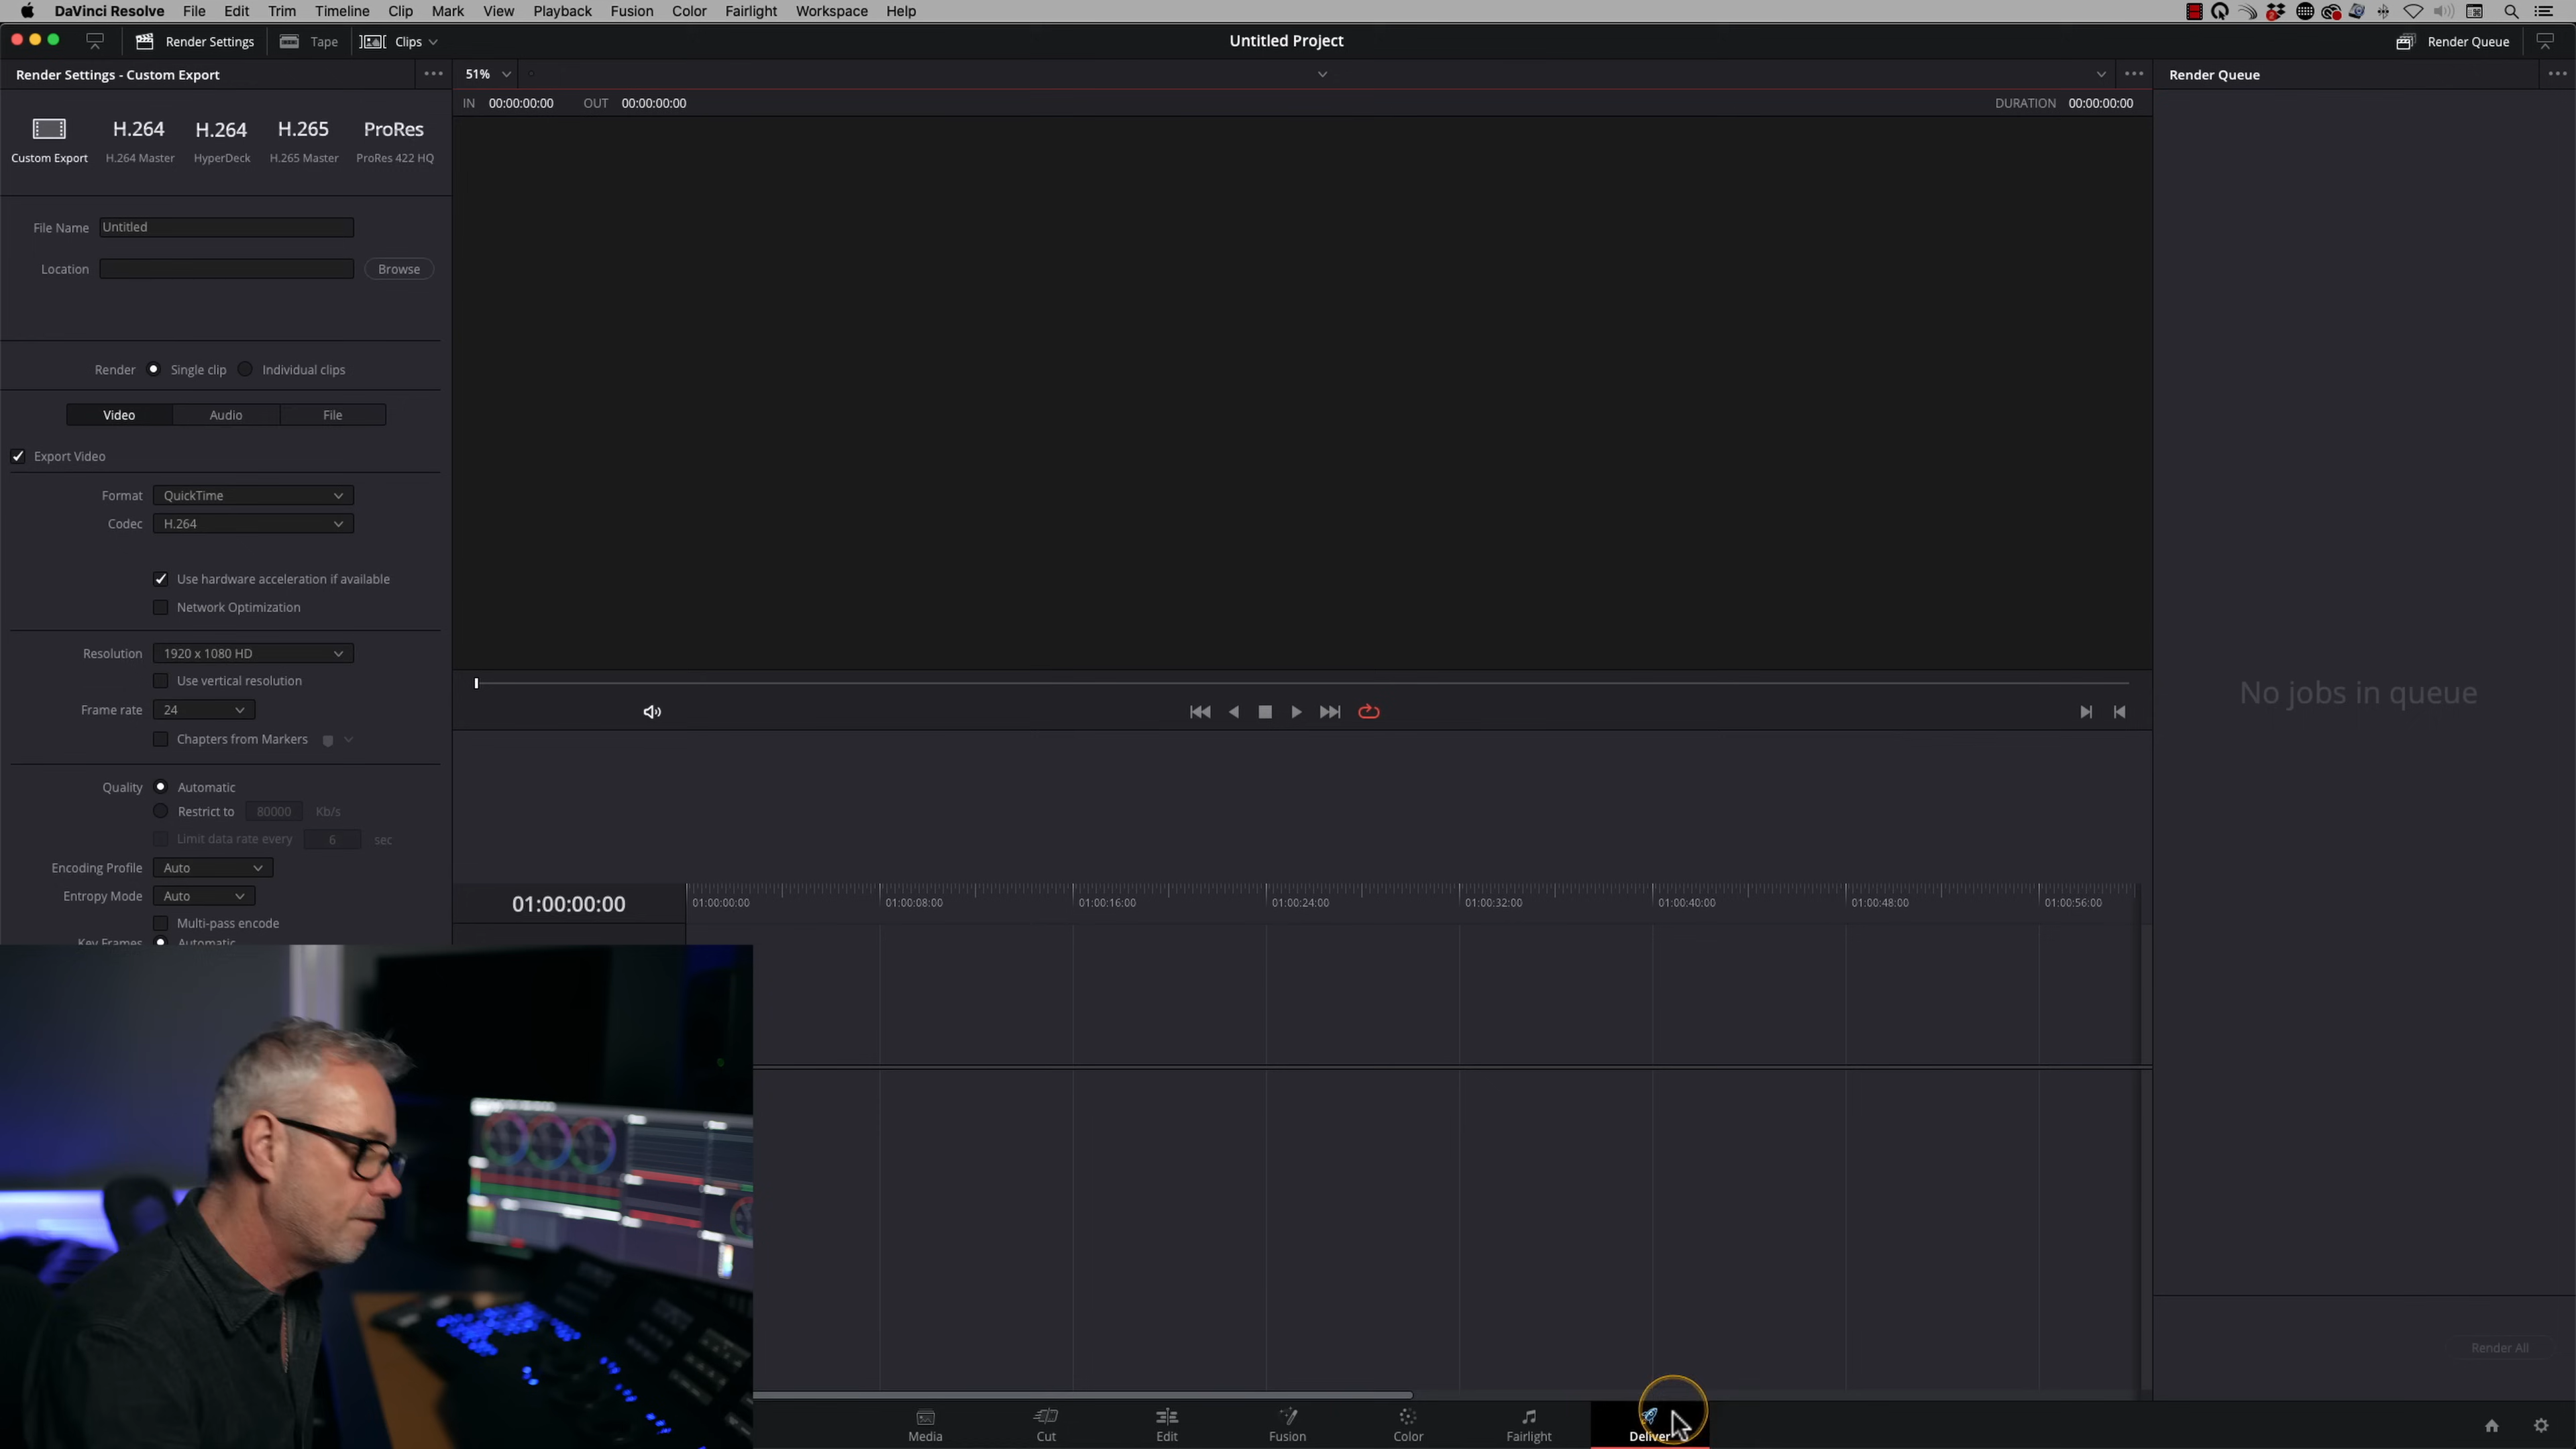 DaVinci Resolve File Edit Trim Timeline Clip Mark View Playback Fusion Color Fairlight Workspace Help
Render Settings Tape Clips Untitled Project Render Queue
Render Settings - Custom Export 51% Render Queue
IN 00:00:00:00 OUT 00:00:00:00 DURATION 00:00:00:00
H.264 H.264 H.265 ProRes
Custom Export H.264 Master HyperDeck H.265 Master ProRes 422 HQ
File Name Untitled
Location Browse
Render Single clip Individual clips
Video Audio File
Export Video
Format QuickTime
Codec H.264
Use hardware acceleration if available
Network Optimization
Resolution 1920 x 1080 HD
Use vertical resolution
No jobs in queue
Frame rate 24
Chapters from Markers
Quality Automatic
Restrict to 80000 Kb/s
Limit data rate every 6 sec
Encoding Profile Auto
Entropy Mode Auto
01:00:00:00 01:00:00:00 01:00:08:00 01:00:16:00 01:00:24:00 01:00:32:00 01:00:40:00 01:00:48:00 01:00:56:00
Multi-pass encode
Key Frames Automatic
Render All
Media Cut Edit Fusion Color Fairlight Deliver